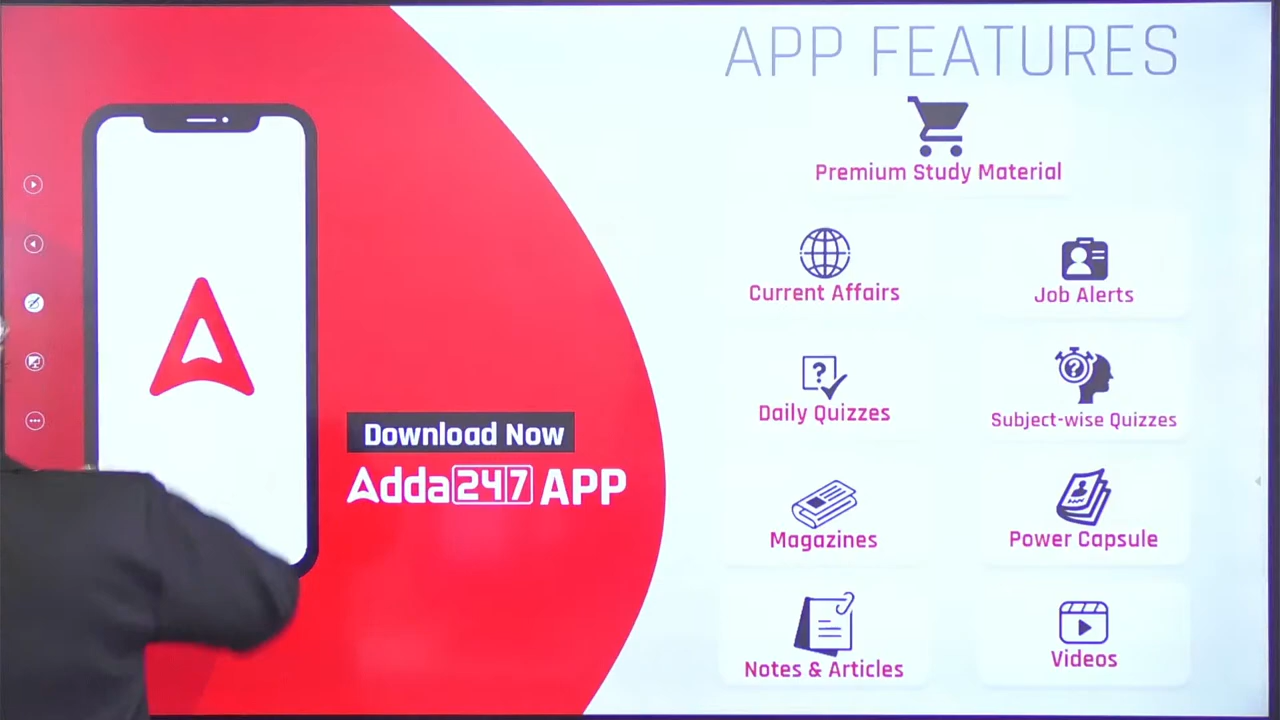 APP FEATURES
Premium Study Material
Current Affairs
Job Alerts
Daily Quizzes
Subject-wise Quizzes
Download Now
Adda247 APP
Magazines
Power Capsule
Notes & Articles
Videos